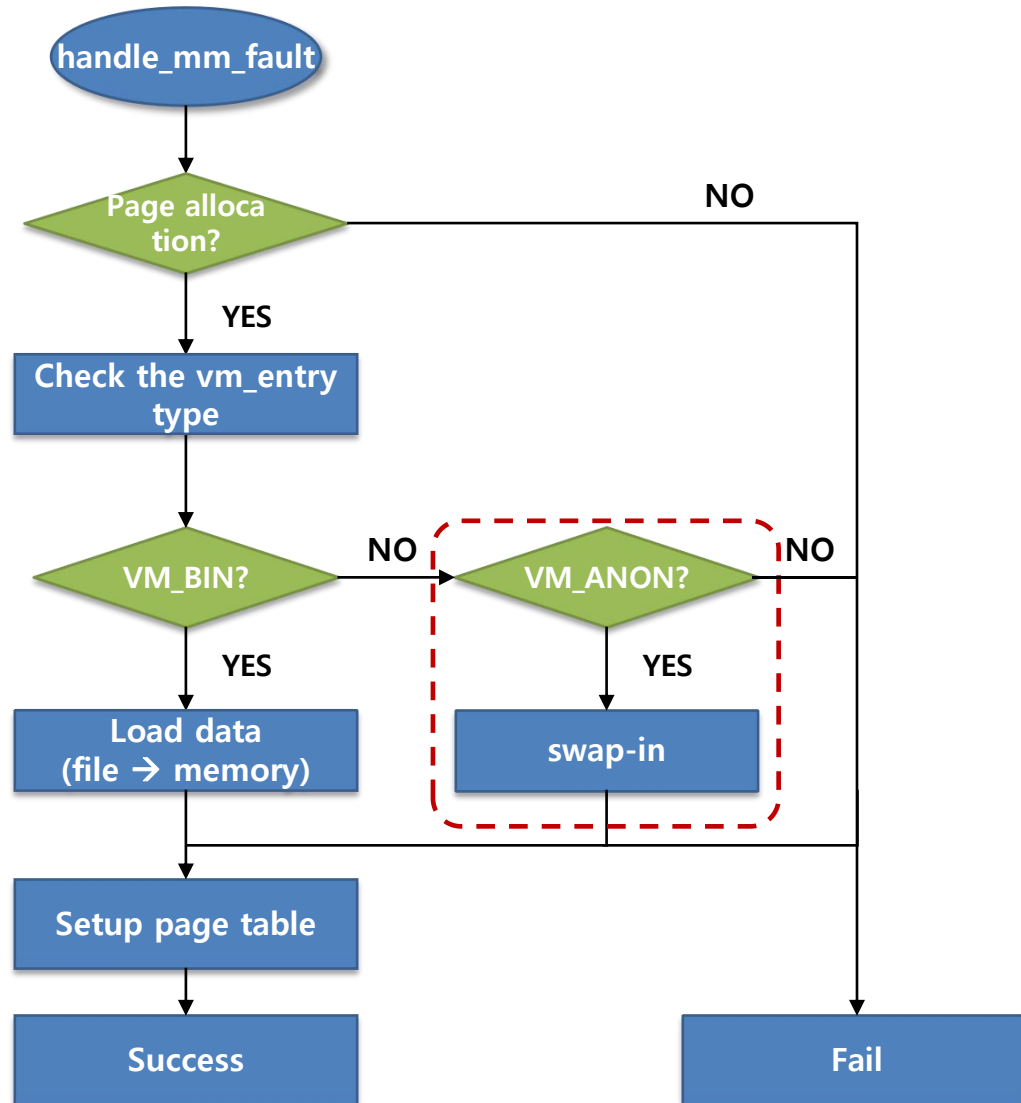 handle_mm_fault
Page alloca
tion?
NO
YES
Check the vm_entry
type
VM_BIN?
NO
VM_ANON?
NO
YES
YES
Load data
(file → memory)
swap-in
Setup page table
Success
Fail